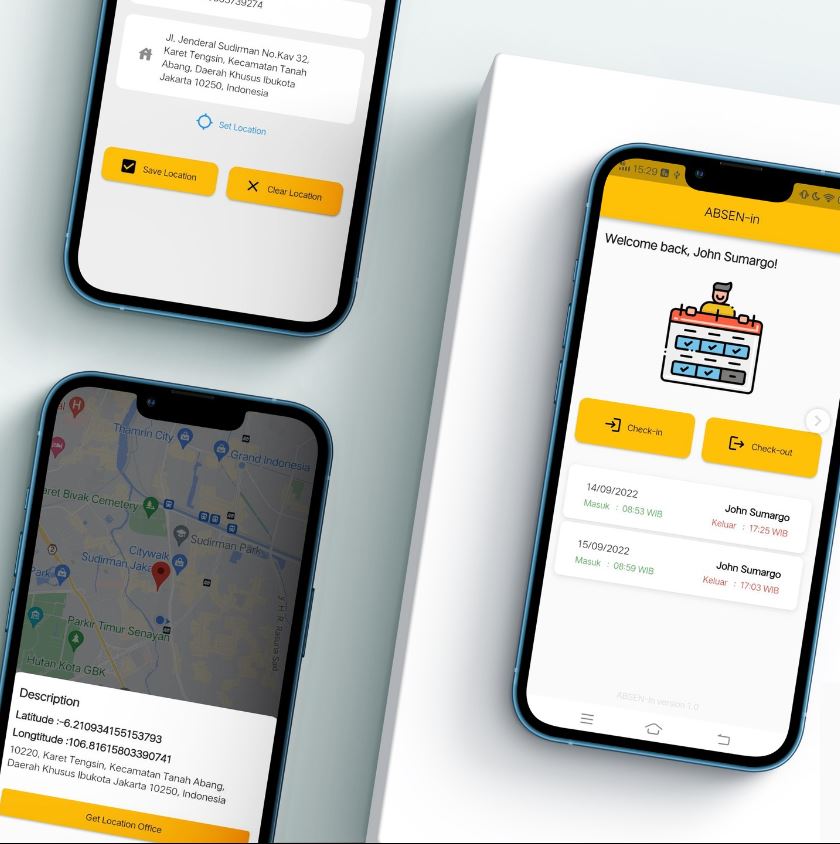 Jl. Jenderal Sudirman No.Kav 32,
Karet Tengsin, Kecamatan Tanah
Abang, Daerah Khusus Ibukota
Jakarta 10250, Indonesia
Set Location
Save Location
Clear Location
Thamrin City
Grand Indonesia
Bivak Cemetery
Sudirman Park
Citywalk
Sudirman Jaka
Park
Parkir Timur Senayan
Hutan Kota GBK
Description
Latitude :-6.210934155153793
Longtitude :106.81615803390741
10220, Karet Tengsin, Kecamatan Tanah Abang,
Daerah Khusus Ibukota Jakarta 10250, Indonesia
Get Location Office
15:29
ABSEN-in
Welcome back, John Sumargo!
Check-in
Check-out
14/09/2022
John Sumargo
Masuk : 08:53 WIB
Keluar : 17:25 WIB
15/09/2022
John Sumargo
Masuk : 08:59 WIB
Keluar : 17:03 WIB
ABSEN-in version 1.0